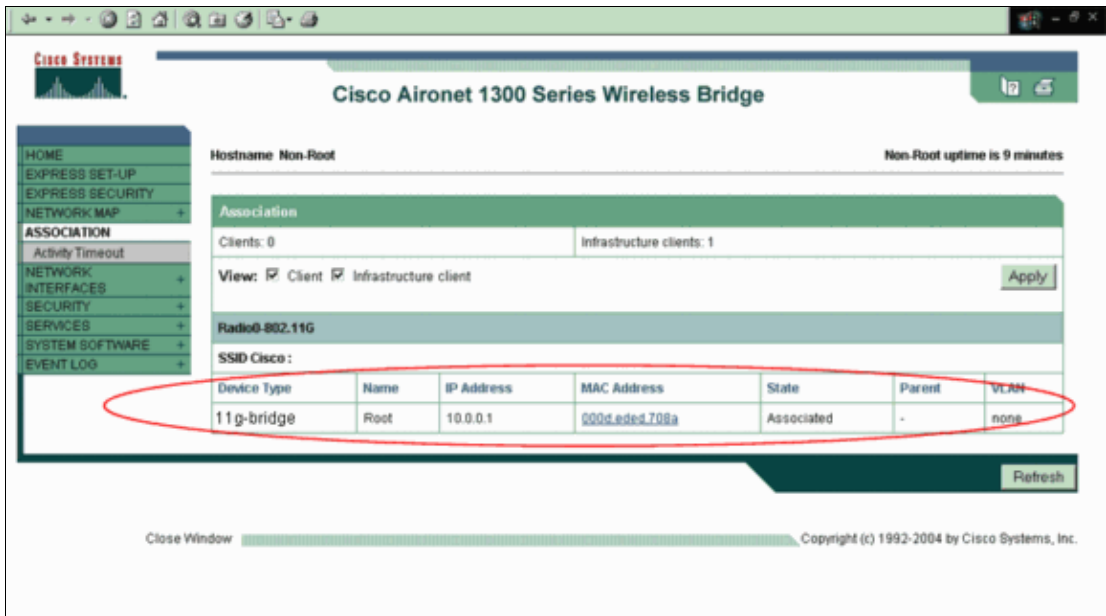 CISCO SYSTEMS
Cisco Aironet 1300 Series Wireless Bridge
HOME
EXPRESS SET-UP
EXPRESS SECURITY
NETWORK MAP +
ASSOCIATION
Activity Timeout
NETWORK
INTERFACES +
SECURITY +
SERVICES +
SYSTEM SOFTWARE +
EVENT LOG +
Hostname Non-Root
Non-Root uptime is 9 minutes
Association
Clients: 0
Infrastructure clients: 1
View: Client Infrastructure client
Apply
Radio0-802.11G
SSID Cisco :
Device Type Name IP Address MAC Address State Parent VLAN
11g-bridge Root 10.0.0.1 000d.eded.708a Associated - none
Refresh
Close Window
Copyright (c) 1992-2004 by Cisco Systems, Inc.